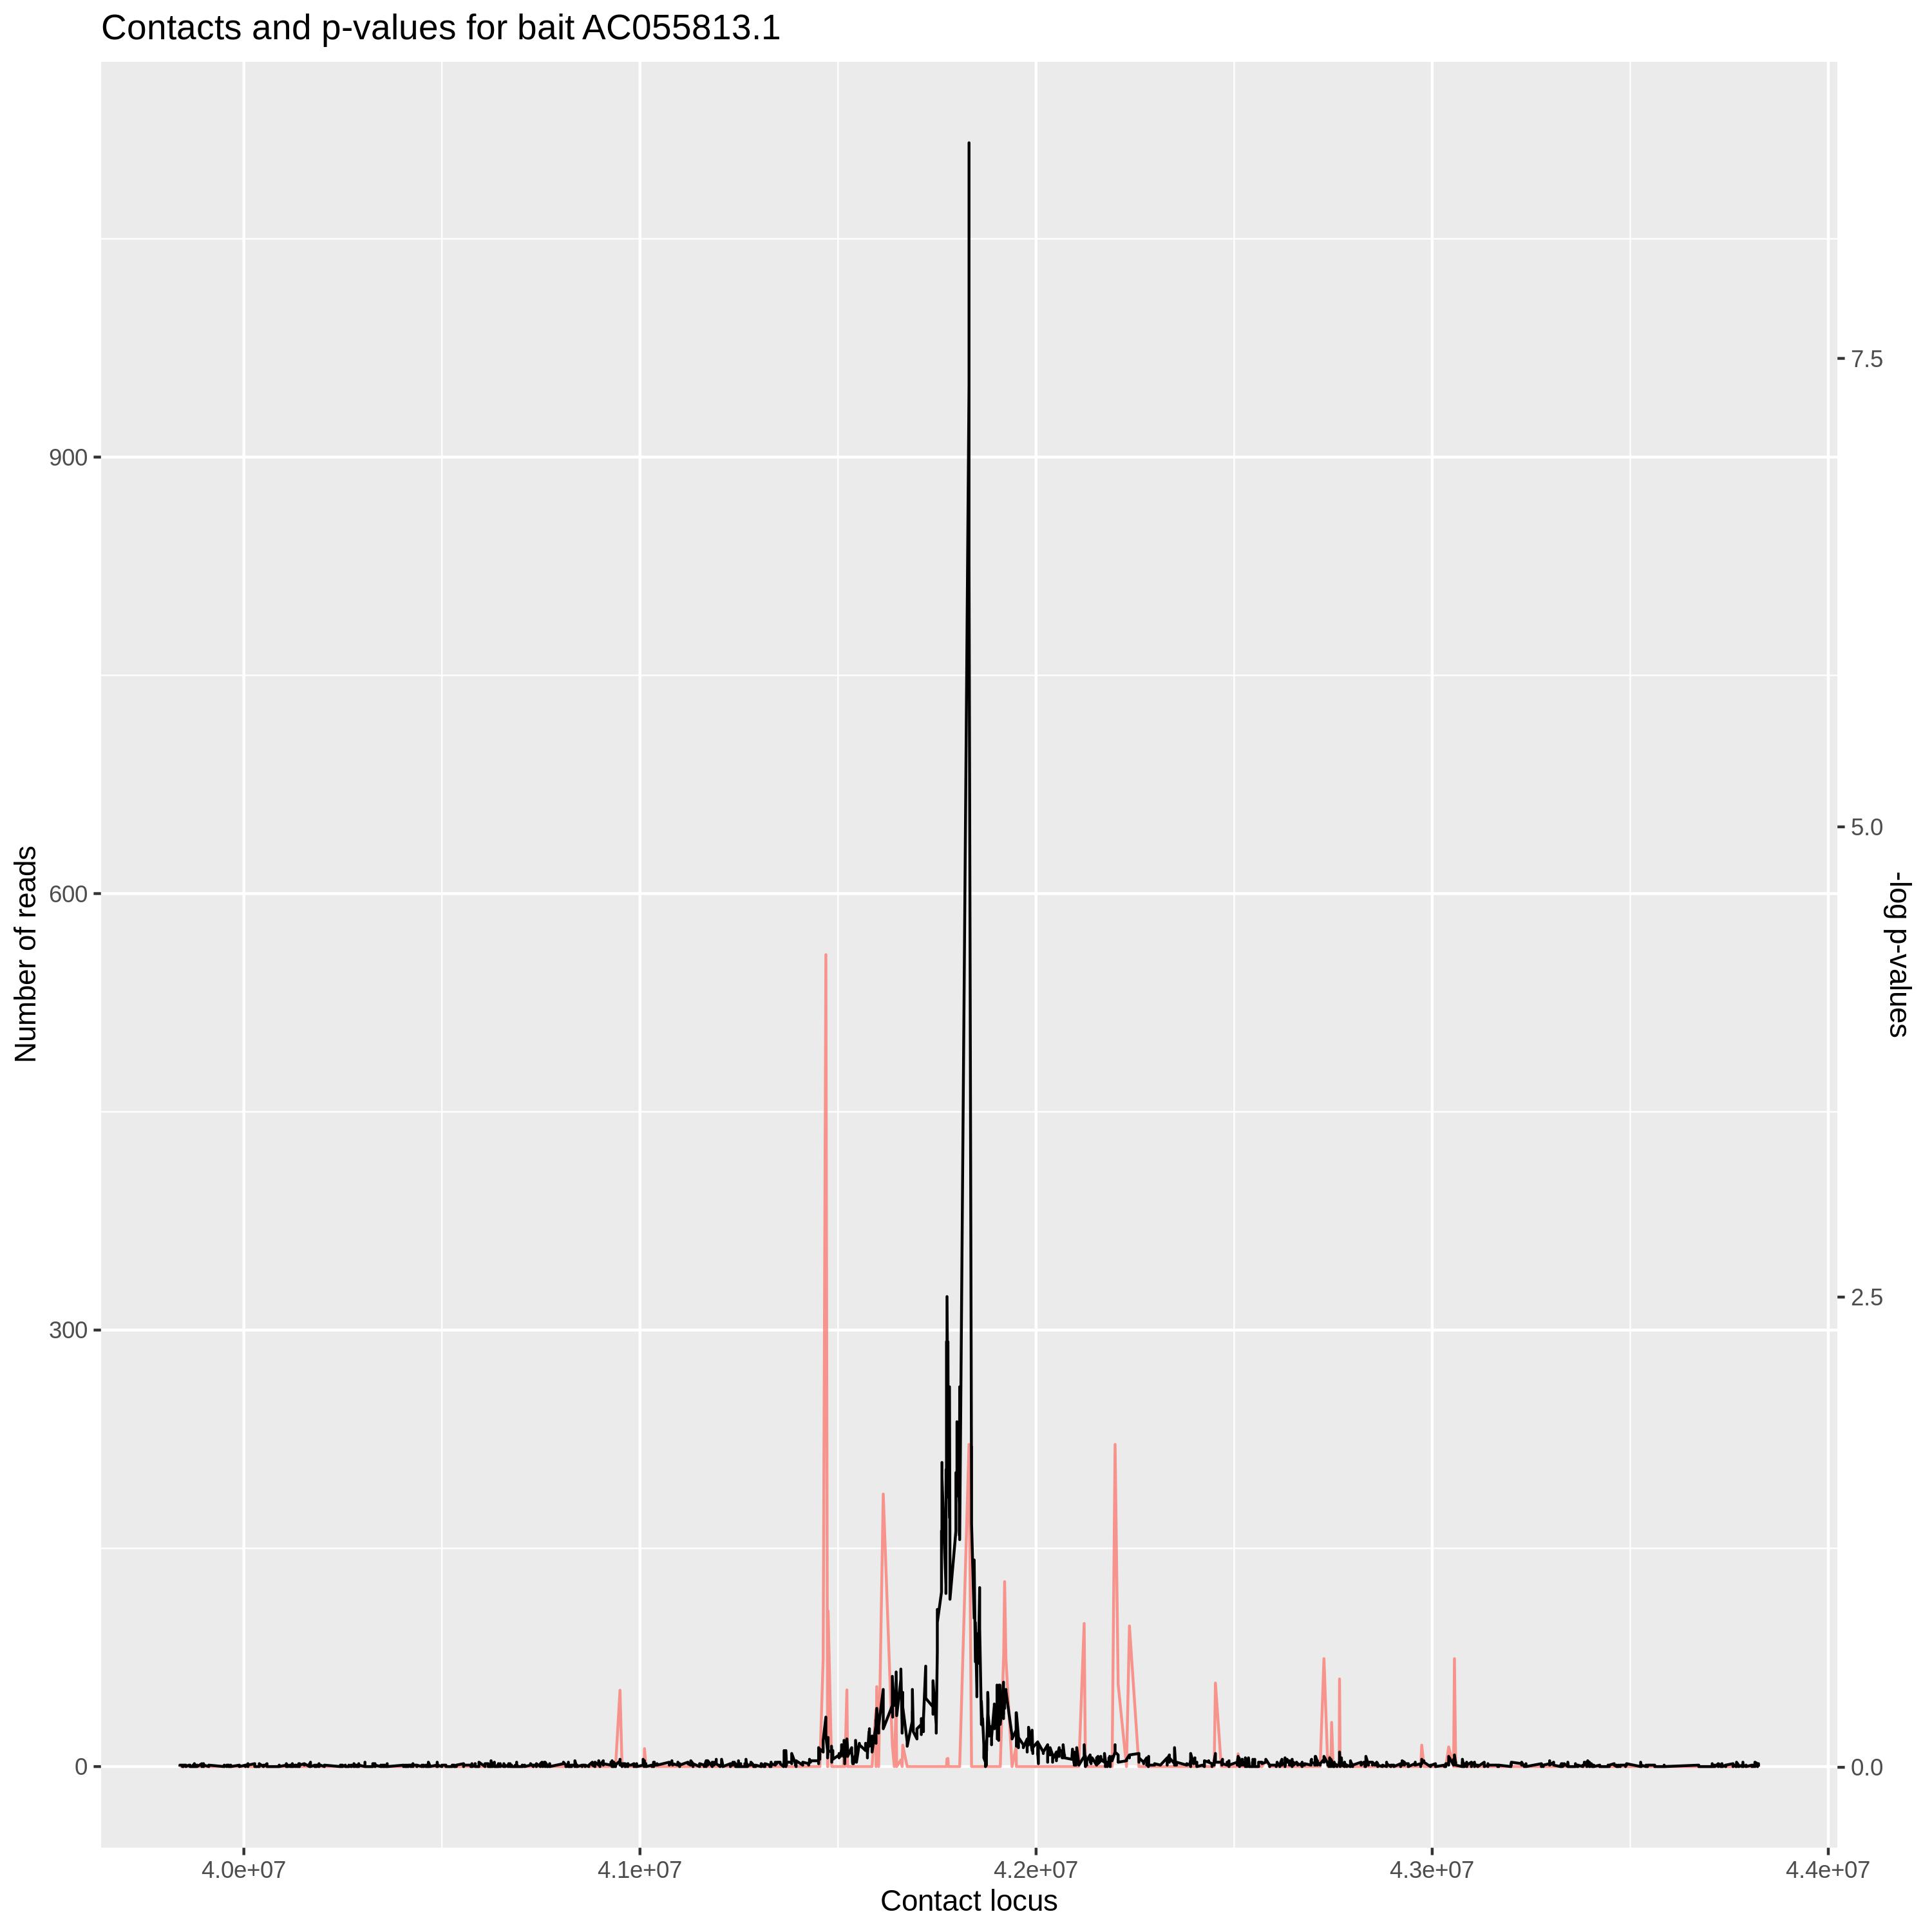 Contacts and p-values for bait AC055813.1
900
600
300
0
Number of reads
7.5
5.0
2.5
0.0
-log p-values
4.0e+07 4.1e+07 4.2e+07 4.3e+07 4.4e+07
Contact locus